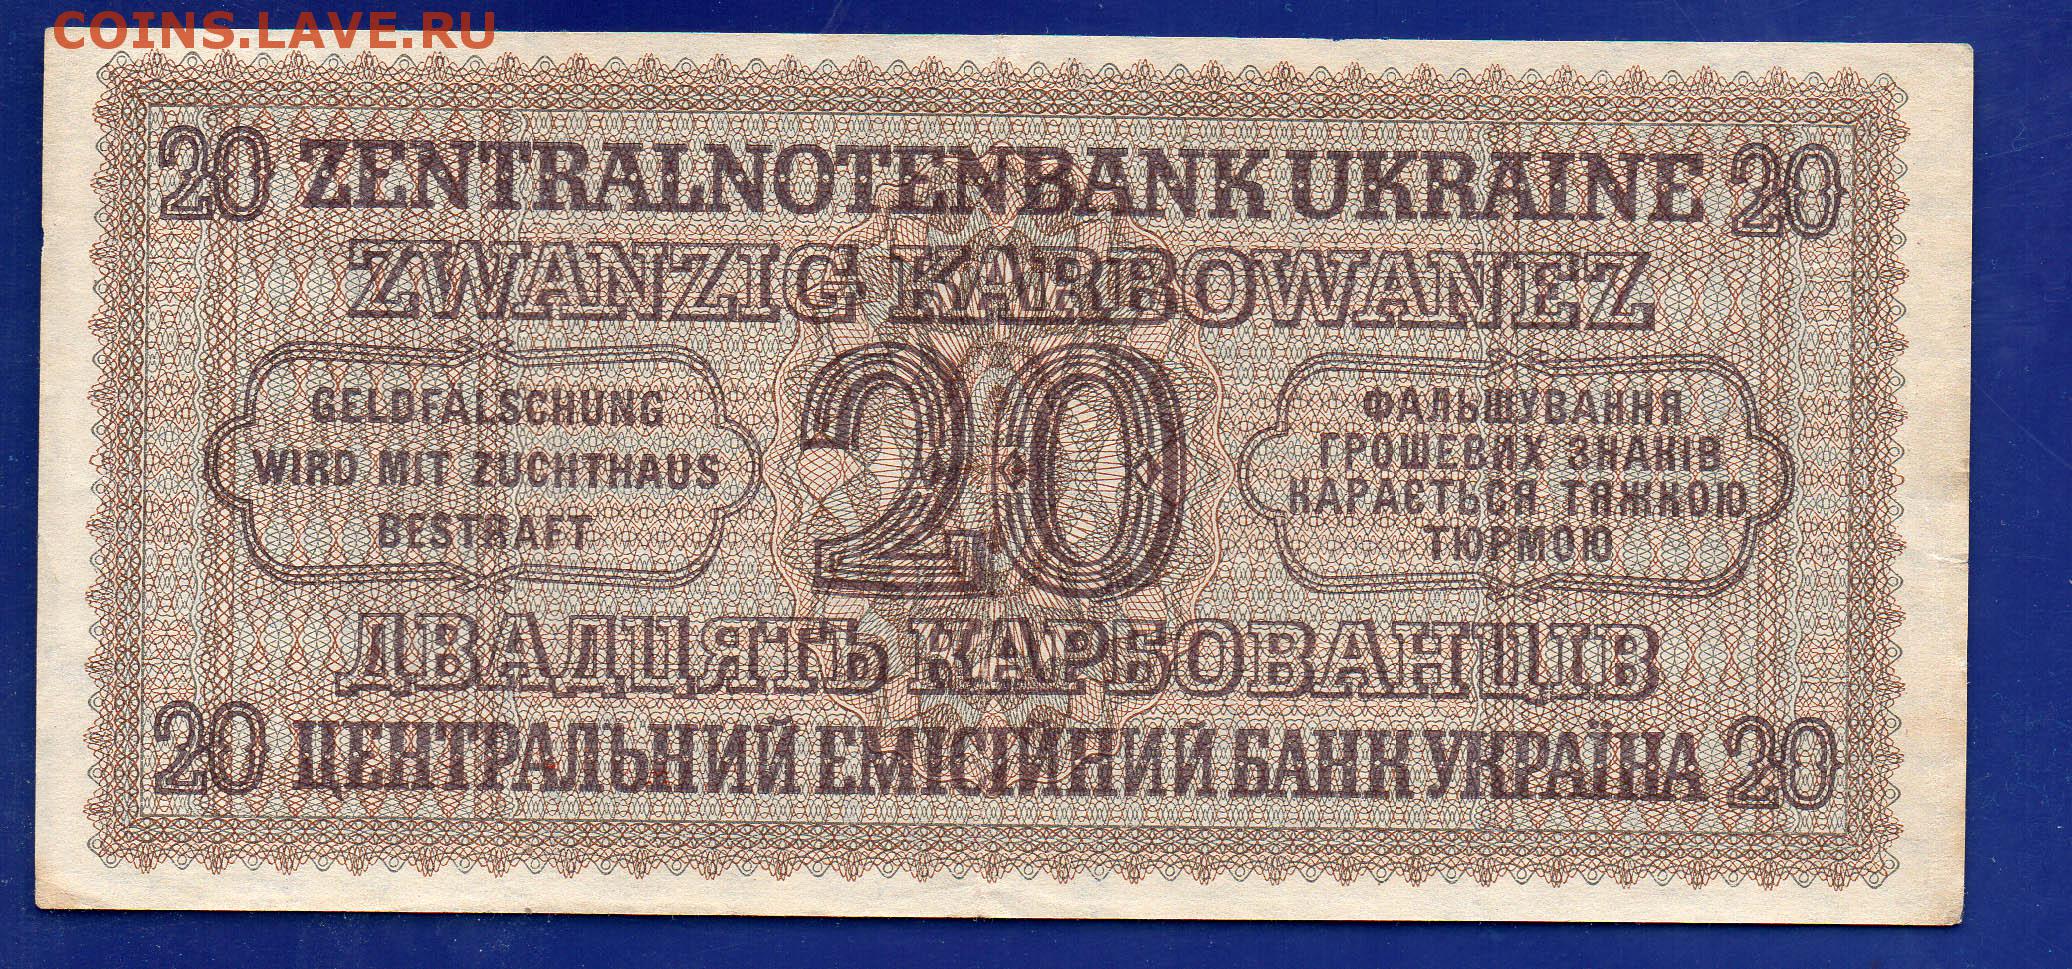 COINS.LAVE.RU
20 ZENTRALNOTENBANK UKRAINE 20
ZWANZIG KARBOWANEZ
GELDFÄLSCHUNG
WIRD MIT ZUCHTHAUS
BESTRAFT
20
ФАЛЬШУВАННЯ
ГРОШЕВИХ ЗНАКІВ
КАРАЄТЬСЯ ТЯЖКОЮ
ТЮРМОЮ
ДВАДЦЯТЬ КАРБОВАНЦІВ
20 ЦЕНТРАЛЬНИЙ ЕМІСІЙНИЙ БАНК УКРАЇНА 20